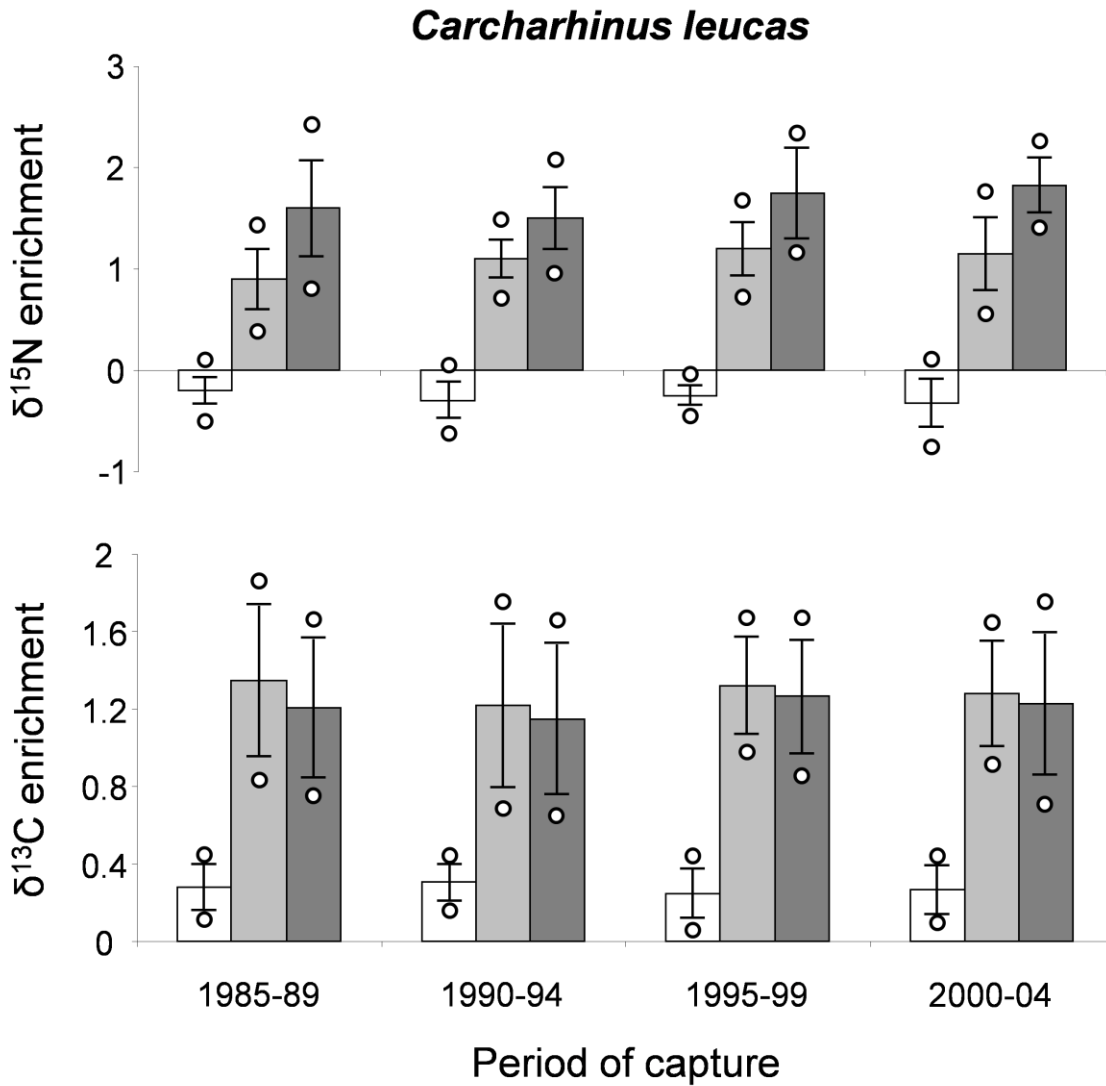 Carcharhinus leucas
δ¹⁵N enrichment
3
2
1
0
-1
δ¹³C enrichment
2
1.6
1.2
0.8
0.4
0
1985-89 1990-94 1995-99 2000-04
Period of capture